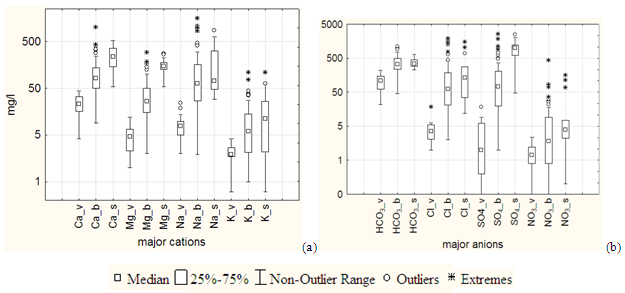 500
50
5
1
mg/l
Ca_v
Ca_b
Ca_s
Mg_v
Mg_b
Mg_s
Na_v
Na_b
Na_s
K_v
K_b
K_s
major cations
(a)
5000
500
50
5
1
0
HCO₃_v
HCO₃_b
HCO₃_s
Cl_v
Cl_b
Cl_s
SO4_v
SO₄_b
SO₄_s
NO₃_v
NO₃_b
NO₃_s
major anions
(b)
Median 25%-75% Non-Outlier Range Outliers Extremes